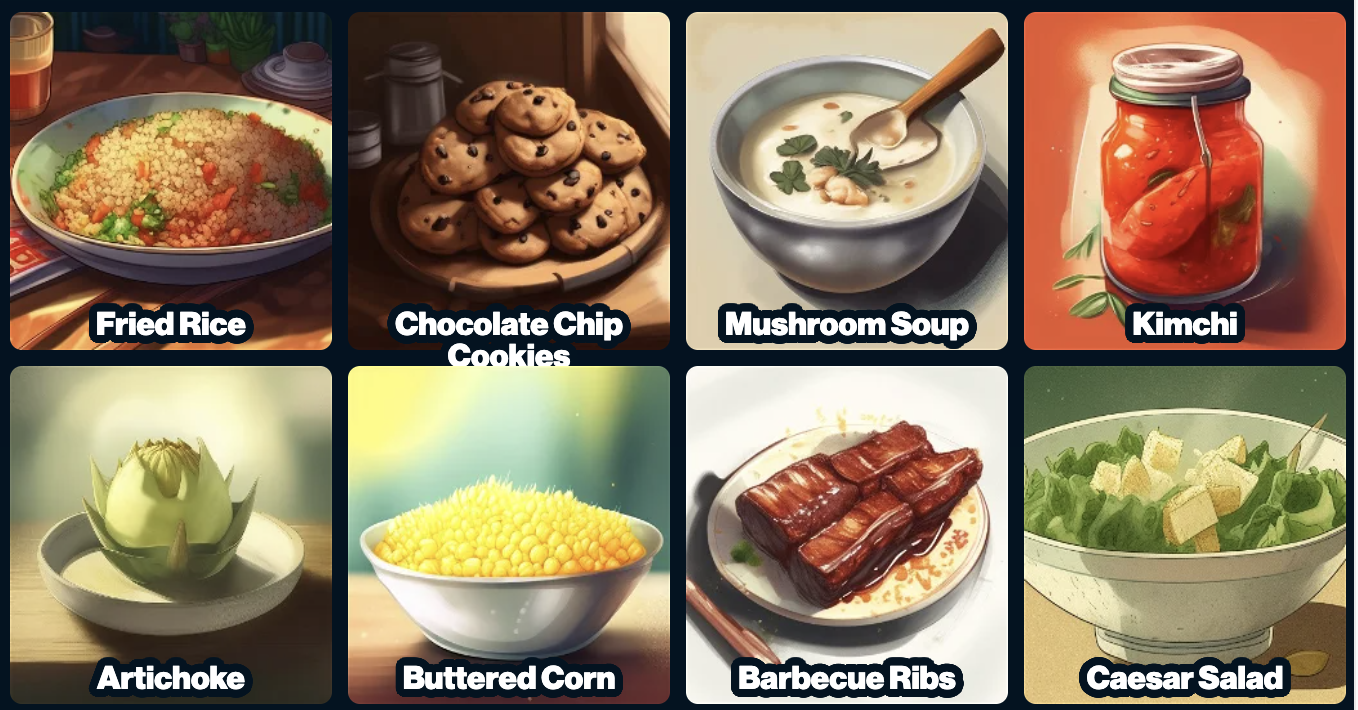 Fried Rice
Chocolate Chip
Cookies
Mushroom Soup
Kimchi
Artichoke
Buttered Corn
Barbecue Ribs
Caesar Salad